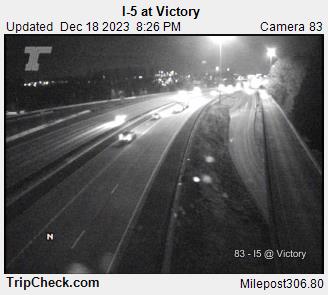 I-5 at Victory
Updated  Dec 18 2023  8:26 PM
Camera 83
T
N
83 - I5 @ Victory
TripCheck.com
Milepost306.80